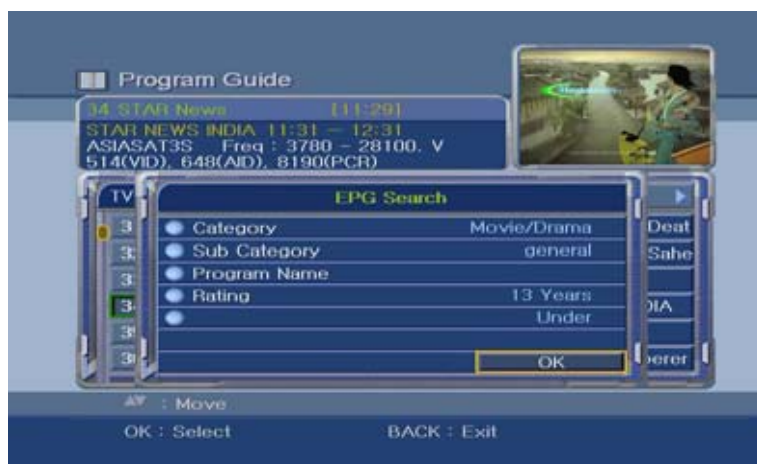 Program Guide
34 STAR News [11:29]
STAR NEWS INDIA 11:31 – 12:31
ASIASAT3S Freq : 3780 – 28100. V
514(VID), 648(AID), 8190(PCR)
TV
EPG Search
Category Movie/Drama
Sub Category general
Program Name
Rating 13 Years
Under
OK
Deat
Sahe
DIA
perer
: Move
OK : Select BACK : Exit